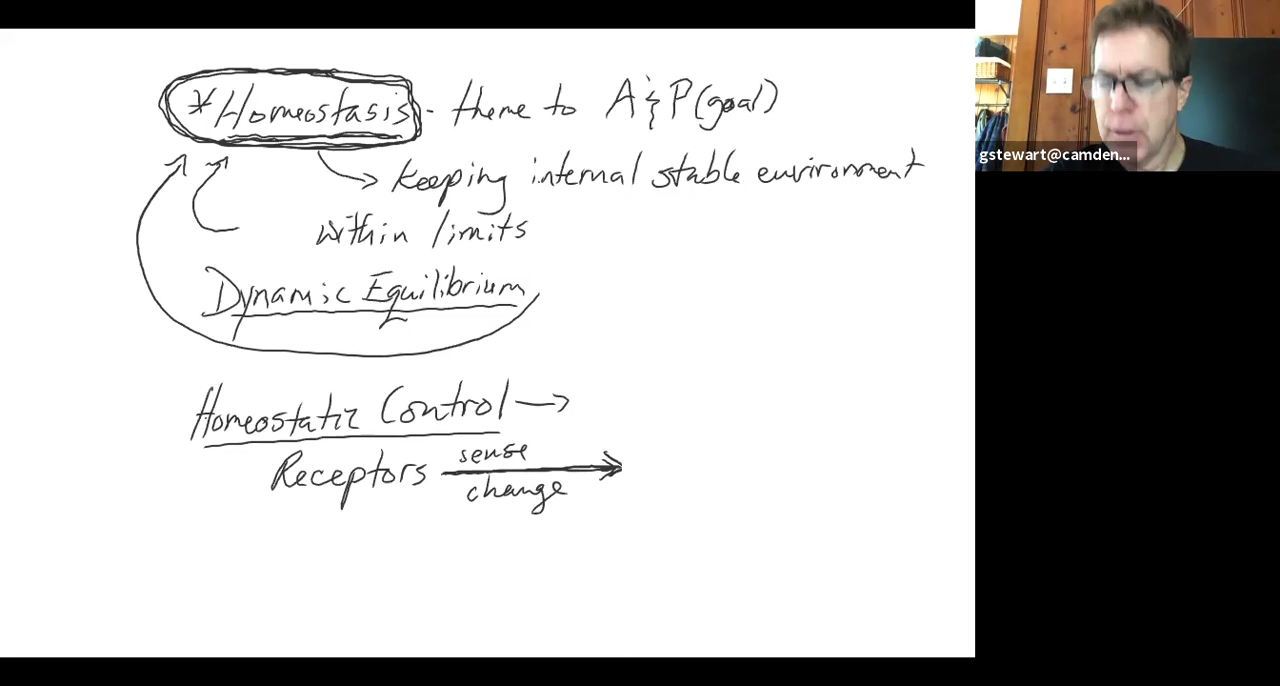 *Homeostasis - theme to A & P (goal)
→ keeping internal stable environment
within limits
Dynamic Equilibrium
Homeostatic Control →
Receptors sense
change
gstewart@camden...